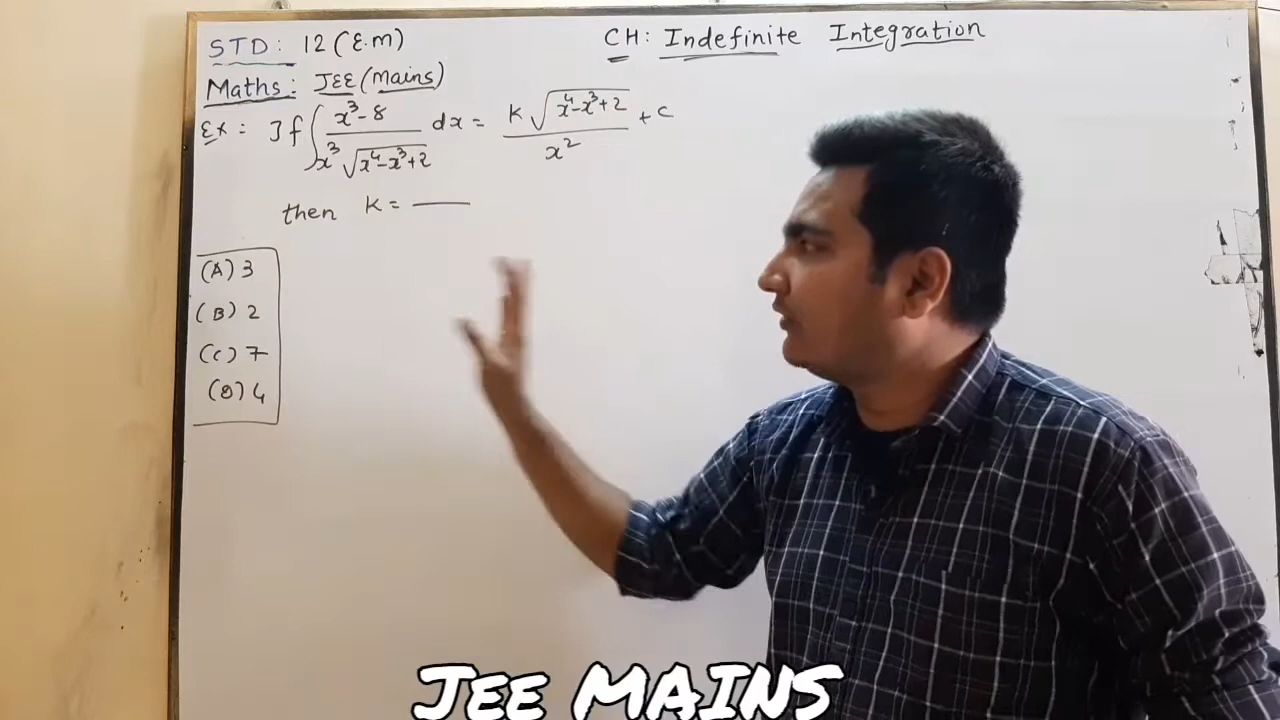 STD: 12 (E.m)
CH: Indefinite Integration
Maths: JEE (Mains)
Ex: If ∫ x³-8 / x³ √x⁴-x³+2 dx = K √x⁴-x³+2 / x² + c
then K = ___
(A) 3
(B) 2
(C) 7
(D) 4
JEE MAINS